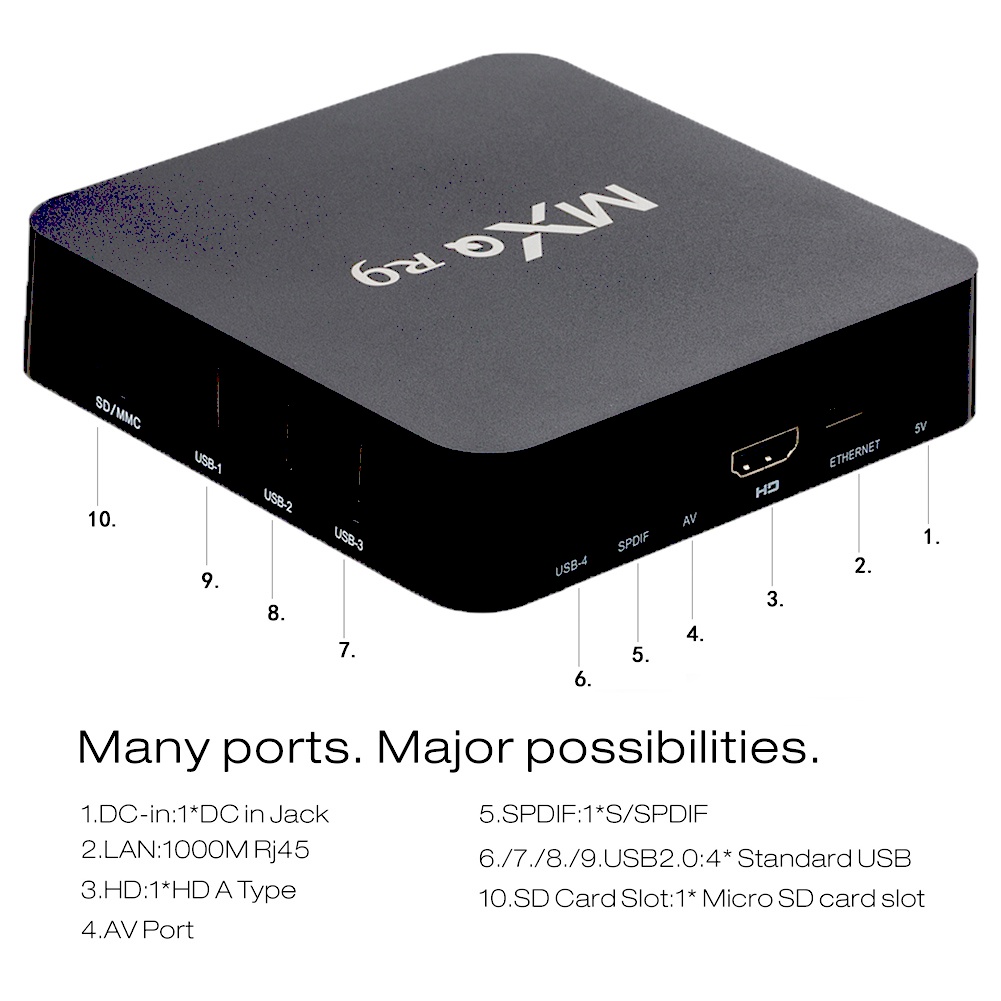 MXQ R9
SD/MMC
USB-1
USB-2
USB-3
USB-4
SPDIF
AV
HD
ETHERNET
5V
10.
9.
8.
7.
6.
5.
4.
3.
2.
1.
Many ports. Major possibilities.
1.DC-in:1*DC in Jack
2.LAN:1000M Rj45
3.HD:1*HD A Type
4.AV Port
5.SPDIF:1*S/SPDIF
6./7./8./9.USB2.0:4* Standard USB
10.SD Card Slot:1* Micro SD card slot